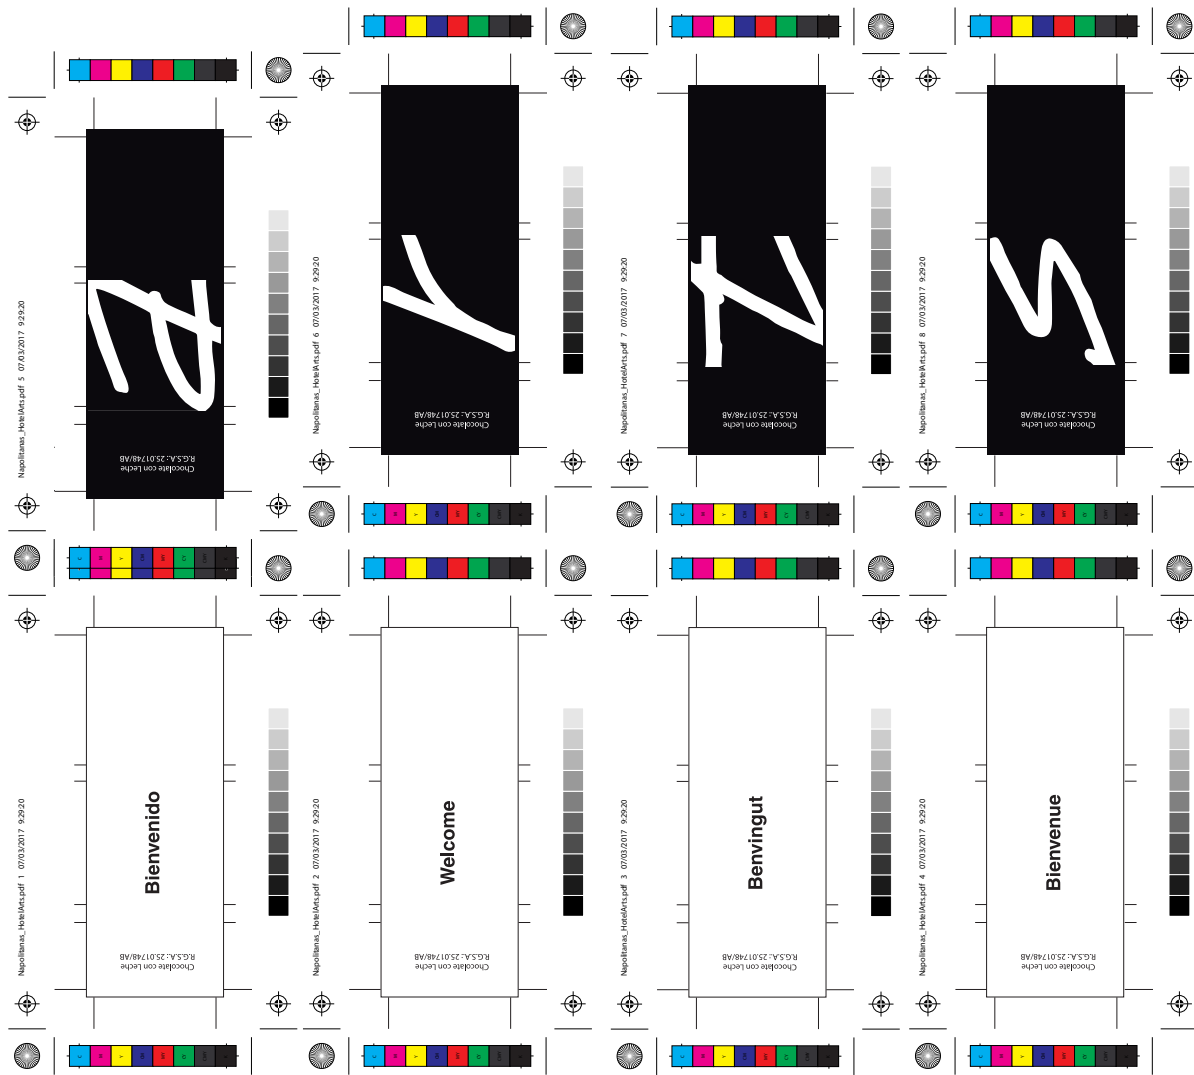 Napolitanas_HotelArts.pdf 5 07/03/2017 9:29:20
Chocolate con Leche
R.G.S.A.: 25.01748/AB
Napolitanas_HotelArts.pdf 6 07/03/2017 9:29:20
Chocolate con Leche
R.G.S.A.: 25.01748/AB
Napolitanas_HotelArts.pdf 7 07/03/2017 9:29:20
Chocolate con Leche
R.G.S.A.: 25.01748/AB
Napolitanas_HotelArts.pdf 8 07/03/2017 9:29:20
Chocolate con Leche
R.G.S.A.: 25.01748/AB
Napolitanas_HotelArts.pdf 1 07/03/2017 9:29:20
Bienvenido
Chocolate con Leche
R.G.S.A.: 25.01748/AB
Napolitanas_HotelArts.pdf 2 07/03/2017 9:29:20
Welcome
Chocolate con Leche
R.G.S.A.: 25.01748/AB
Napolitanas_HotelArts.pdf 3 07/03/2017 9:29:20
Benvingut
Chocolate con Leche
R.G.S.A.: 25.01748/AB
Napolitanas_HotelArts.pdf 4 07/03/2017 9:29:20
Bienvenue
Chocolate con Leche
R.G.S.A.: 25.01748/AB